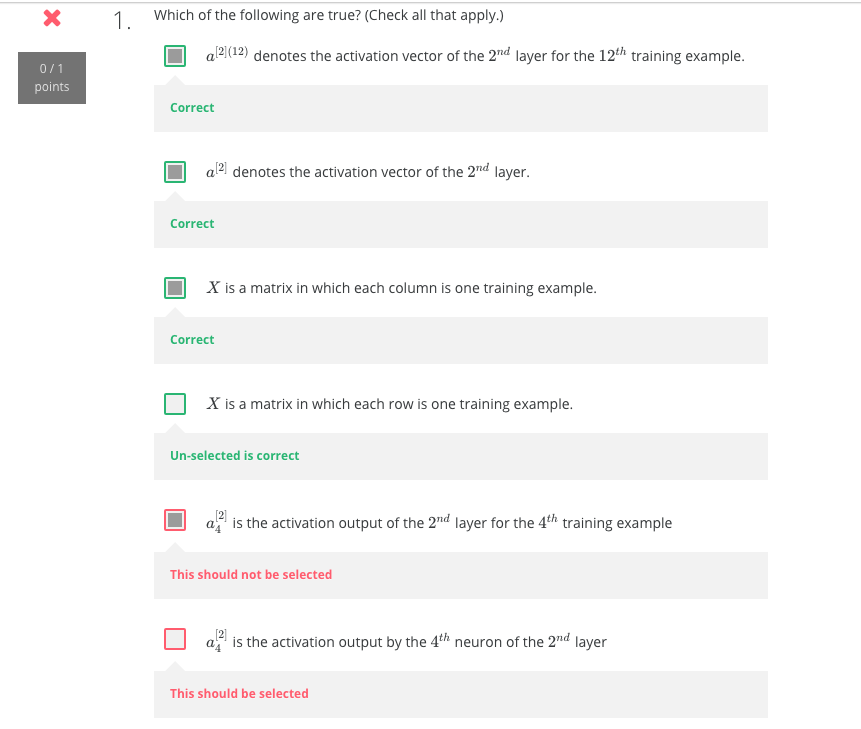 1. Which of the following are true? (Check all that apply.)
0 / 1
points
a^{[2](12)} denotes the activation vector of the 2^{nd} layer for the 12^{th} training example.
Correct
a^{[2]} denotes the activation vector of the 2^{nd} layer.
Correct
X is a matrix in which each column is one training example.
Correct
X is a matrix in which each row is one training example.
Un-selected is correct
a_4^{[2]} is the activation output of the 2^{nd} layer for the 4^{th} training example
This should not be selected
a_4^{[2]} is the activation output by the 4^{th} neuron of the 2^{nd} layer
This should be selected